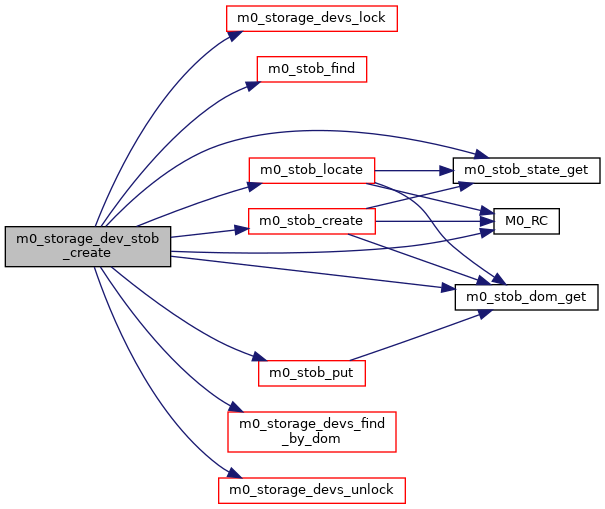 m0_storage_devs_lock
m0_stob_find
m0_stob_locate
m0_stob_state_get
m0_stob_create
M0_RC
m0_storage_dev_stob
_create
m0_stob_dom_get
m0_stob_put
m0_storage_devs_find
_by_dom
m0_storage_devs_unlock